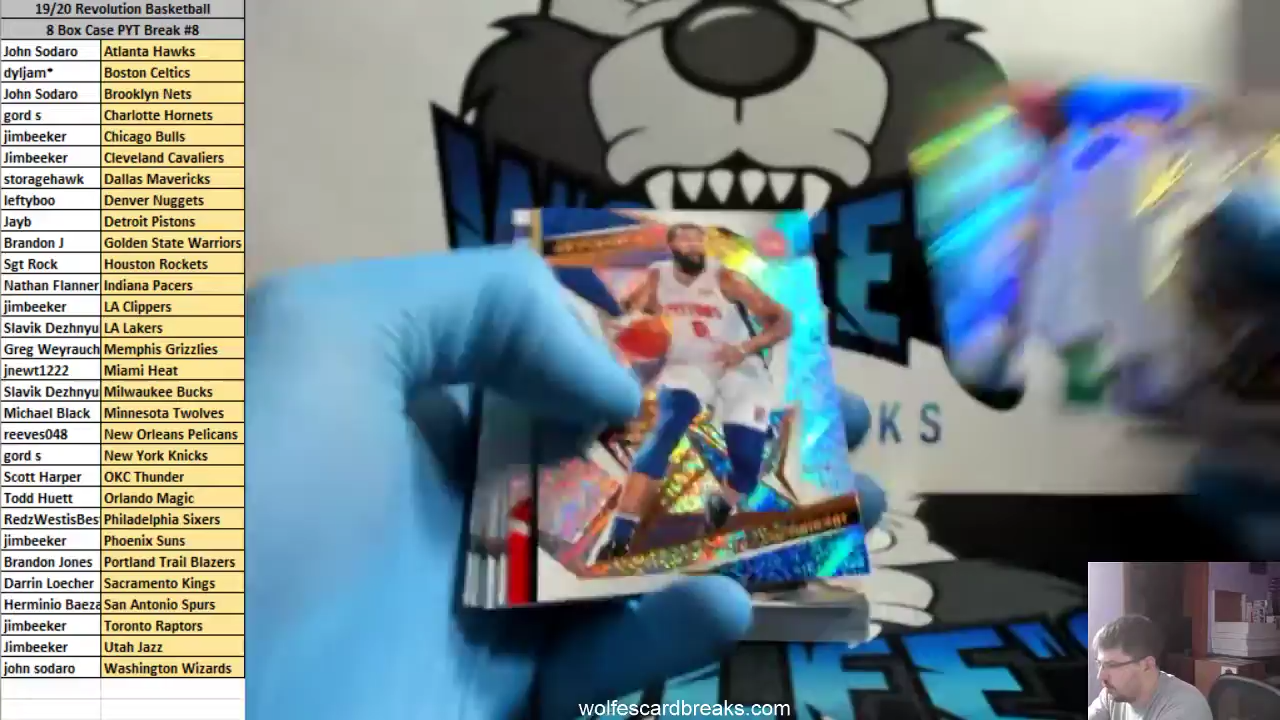 19/20 Revolution Basketball
8 Box Case PYT Break #8
John Sodaro Atlanta Hawks
dyljam* Boston Celtics
John Sodaro Brooklyn Nets
gord s Charlotte Hornets
jimbeeker Chicago Bulls
Jimbeeker Cleveland Cavaliers
storagehawk Dallas Mavericks
leftyboo Denver Nuggets
Jayb Detroit Pistons
Brandon J Golden State Warriors
Sgt Rock Houston Rockets
Nathan Flanner Indiana Pacers
jimbeeker LA Clippers
Slavik Dezhnyu LA Lakers
Greg Weyrauch Memphis Grizzlies
jnewt1222 Miami Heat
Slavik Dezhnyu Milwaukee Bucks
Michael Black Minnesota Twolves
reeves048 New Orleans Pelicans
gord s New York Knicks
Scott Harper OKC Thunder
Todd Huett Orlando Magic
RedzWestisBes Philadelphia Sixers
jimbeeker Phoenix Suns
Brandon Jones Portland Trail Blazers
Darrin Loecher Sacramento Kings
Herminio Baeza San Antonio Spurs
jimbeeker Toronto Raptors
Jimbeeker Utah Jazz
john sodaro Washington Wizards
PISTONS
KS
wolfescardbreaks.com